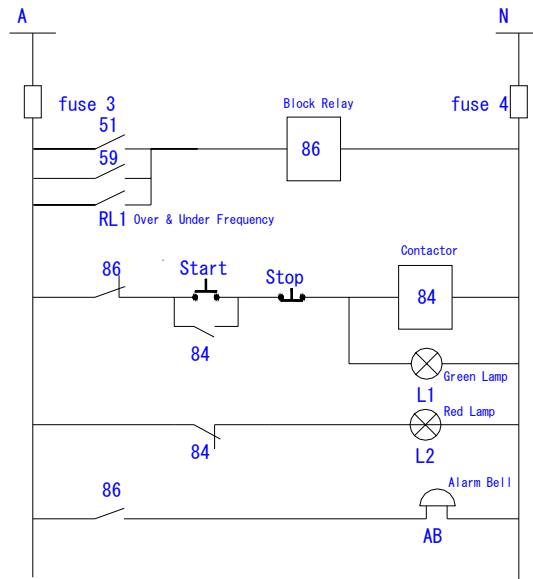 A N
fuse 3 fuse 4
51 Block Relay
59 86
RL1 Over & Under Frequency
Contactor
86 Start Stop
84
84
Green Lamp
L1
Red Lamp
84 L2
86 Alarm Bell
AB